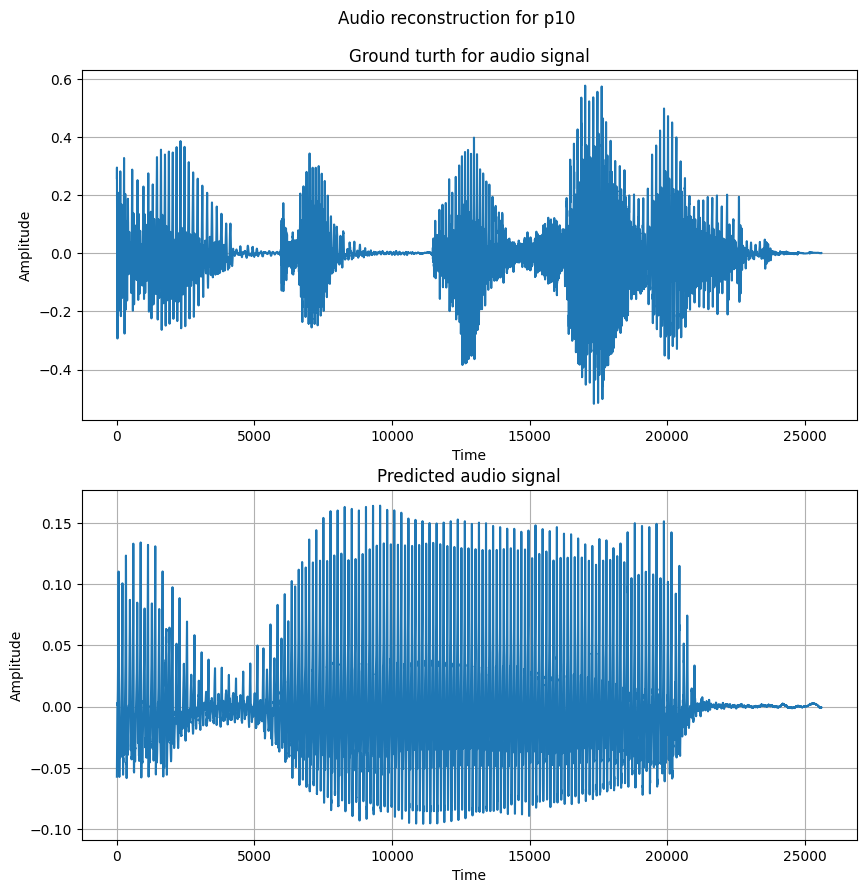 Audio reconstruction for p10
Ground turth for audio signal
0.6
0.4
0.2
0.0
−0.2
−0.4
Amplitude
0 5000 10000 15000 20000 25000
Time
Predicted audio signal
0.15
0.10
0.05
0.00
−0.05
−0.10
Amplitude
0 5000 10000 15000 20000 25000
Time